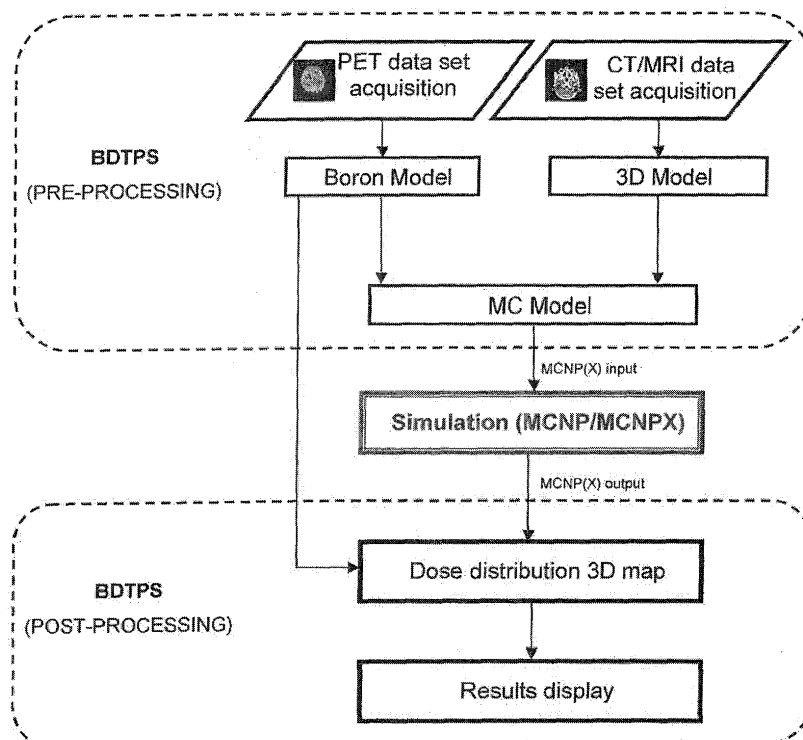 PET data set
acquisition
CT/MRI data
set acquisition
BDTPS
(PRE-PROCESSING)
Boron Model
3D Model
MC Model
MCNP(X) input
Simulation (MCNP/MCNPX)
MCNP(X) output
BDTPS
(POST-PROCESSING)
Dose distribution 3D map
Results display